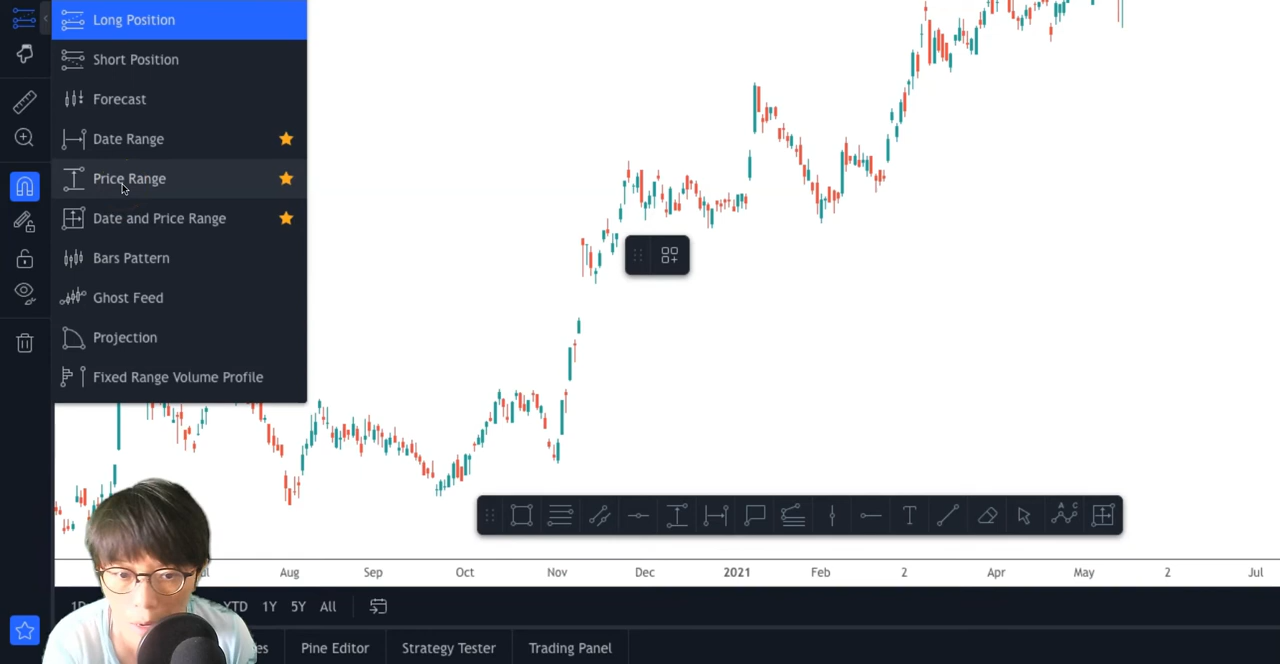 Long Position
Short Position
Forecast
Date Range
Price Range
Date and Price Range
Bars Pattern
Ghost Feed
Projection
Fixed Range Volume Profile
A C
B
T
Aug Sep Oct Nov Dec 2021 Feb 2 Apr May 2 Jul
YTD 1Y 5Y All
Pine Editor Strategy Tester Trading Panel